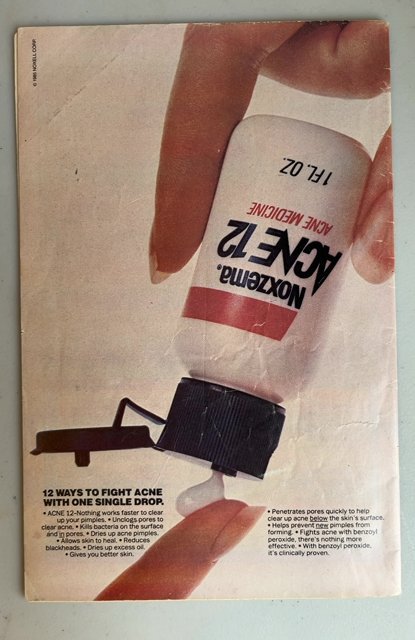 © 1985 NOXELL CORP.
1 FL. OZ.
ACNE MEDICINE
ACNE 12
Noxzema®
12 WAYS TO FIGHT ACNE
WITH ONE SINGLE DROP.
• ACNE 12–Nothing works faster to clear
up your pimples. • Unclogs pores to
clear acne. • Kills bacteria on the surface
and in pores. • Dries up acne pimples.
• Allows skin to heal. • Reduces
blackheads. • Dries up excess oil.
• Gives you better skin.
• Penetrates pores quickly to help
clear up acne below the skin's surface.
• Helps prevent new pimples from
forming. • Fights acne with benzoyl
peroxide, there's nothing more
effective. • With benzoyl peroxide,
it's clinically proven.